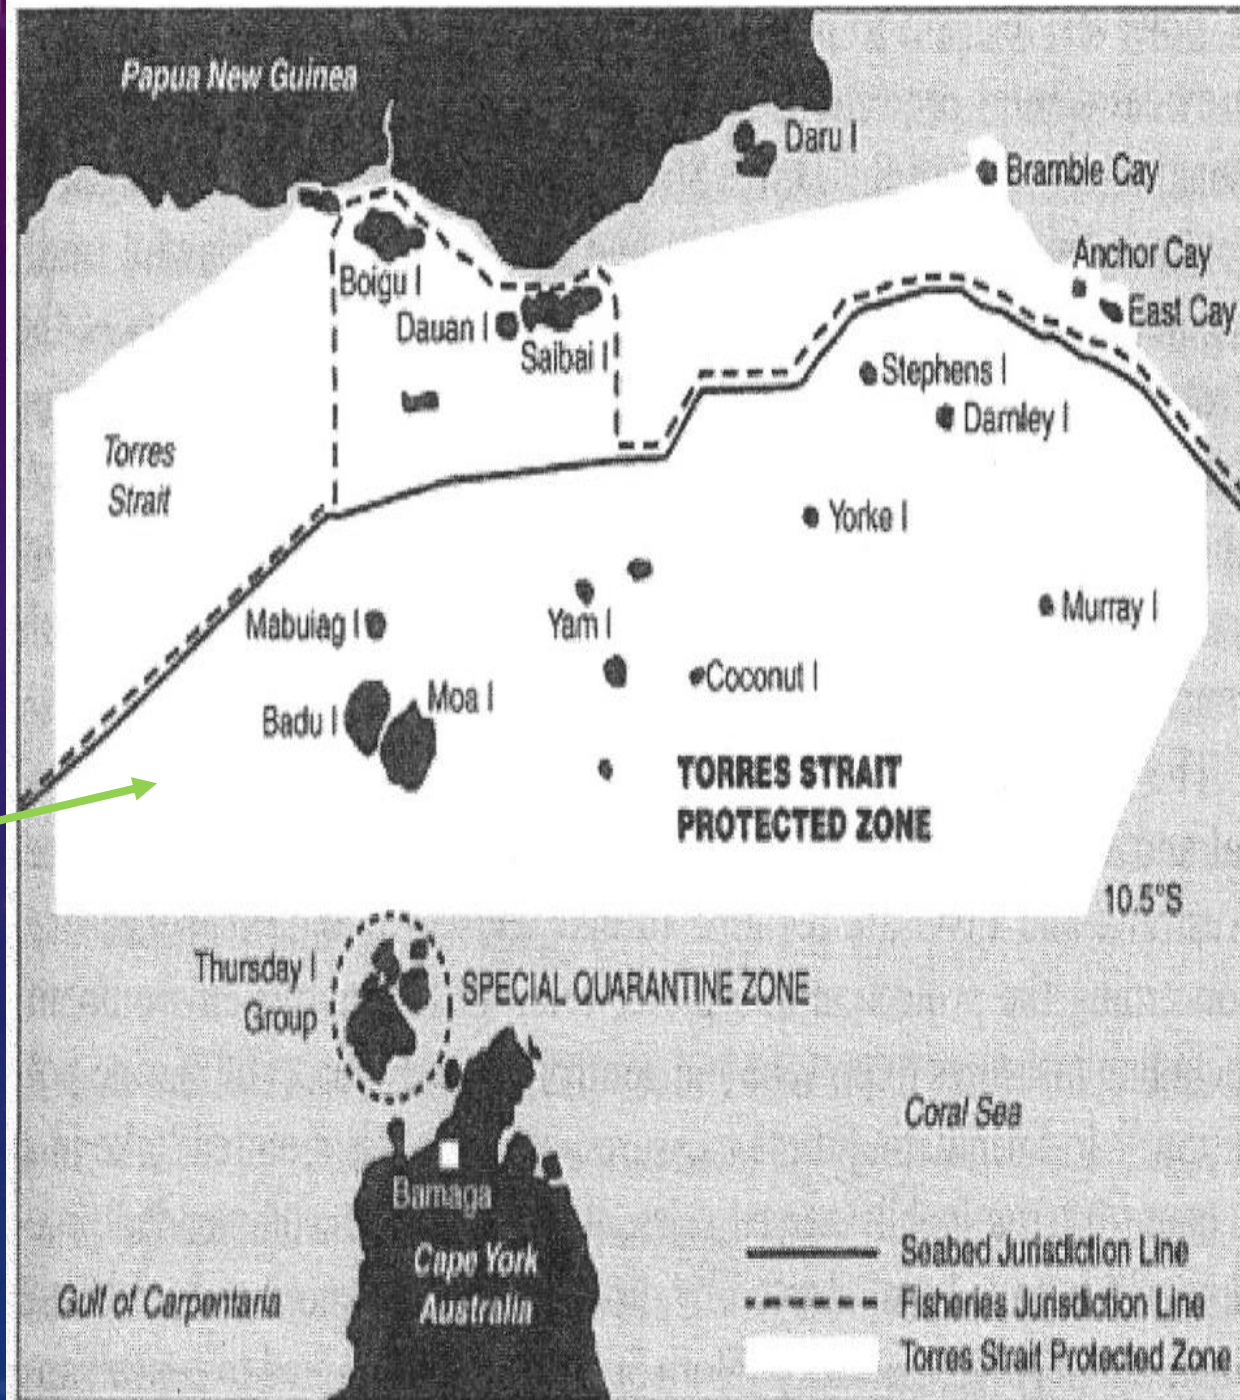 Papua New Guinea
Daru I
Bramble Cay
Anchor Cay
Boigu I
East Cay
Dauan I
Saibai I
Stephens I
Darnley I
Torres
Strait
Yorke I
Mabuiag I
Yam I
Murray I
Coconut I
Moa I
Badu I
TORRES STRAIT
PROTECTED ZONE
10.5°S
Thursday I
Group
SPECIAL QUARANTINE ZONE
Coral Sea
Bamaga
Cape York
Australia
Gulf of Carpentaria
Seabed Jurisdiction Line
Fisheries Jurisdiction Line
Torres Strait Protected Zone